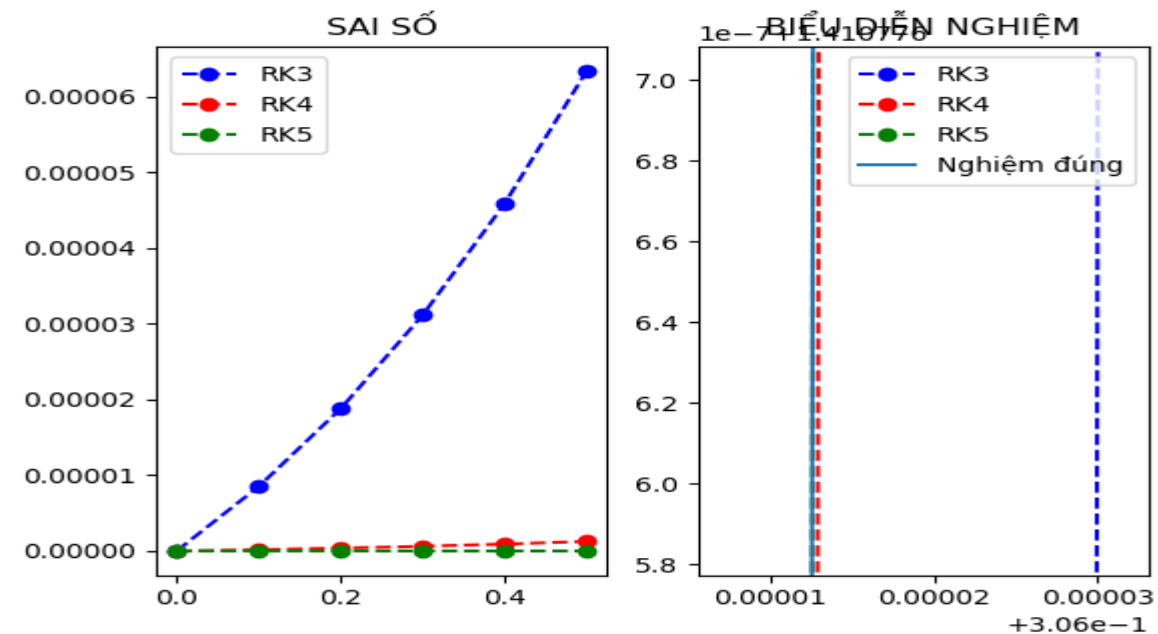 SAI SỐ
RK3
RK4
RK5
0.00006
0.00005
0.00004
0.00003
0.00002
0.00001
0.00000
0.0 0.2 0.4
BIỂU DIỄN NGHIỆM
1e−7+1.410776
RK3
RK4
RK5
Nghiệm đúng
7.0
6.8
6.6
6.4
6.2
6.0
5.8
0.00001 0.00002 0.00003
+3.06e−1